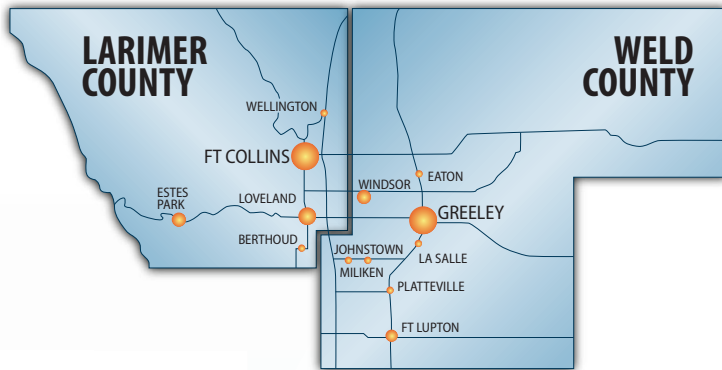 LARIMER
COUNTY
WELD
COUNTY
WELLINGTON
FT COLLINS
ESTES
PARK
LOVELAND
BERTHOUD
WINDSOR
EATON
GREELEY
JOHNSTOWN
MILIKEN
LA SALLE
PLATTEVILLE
FT LUPTON